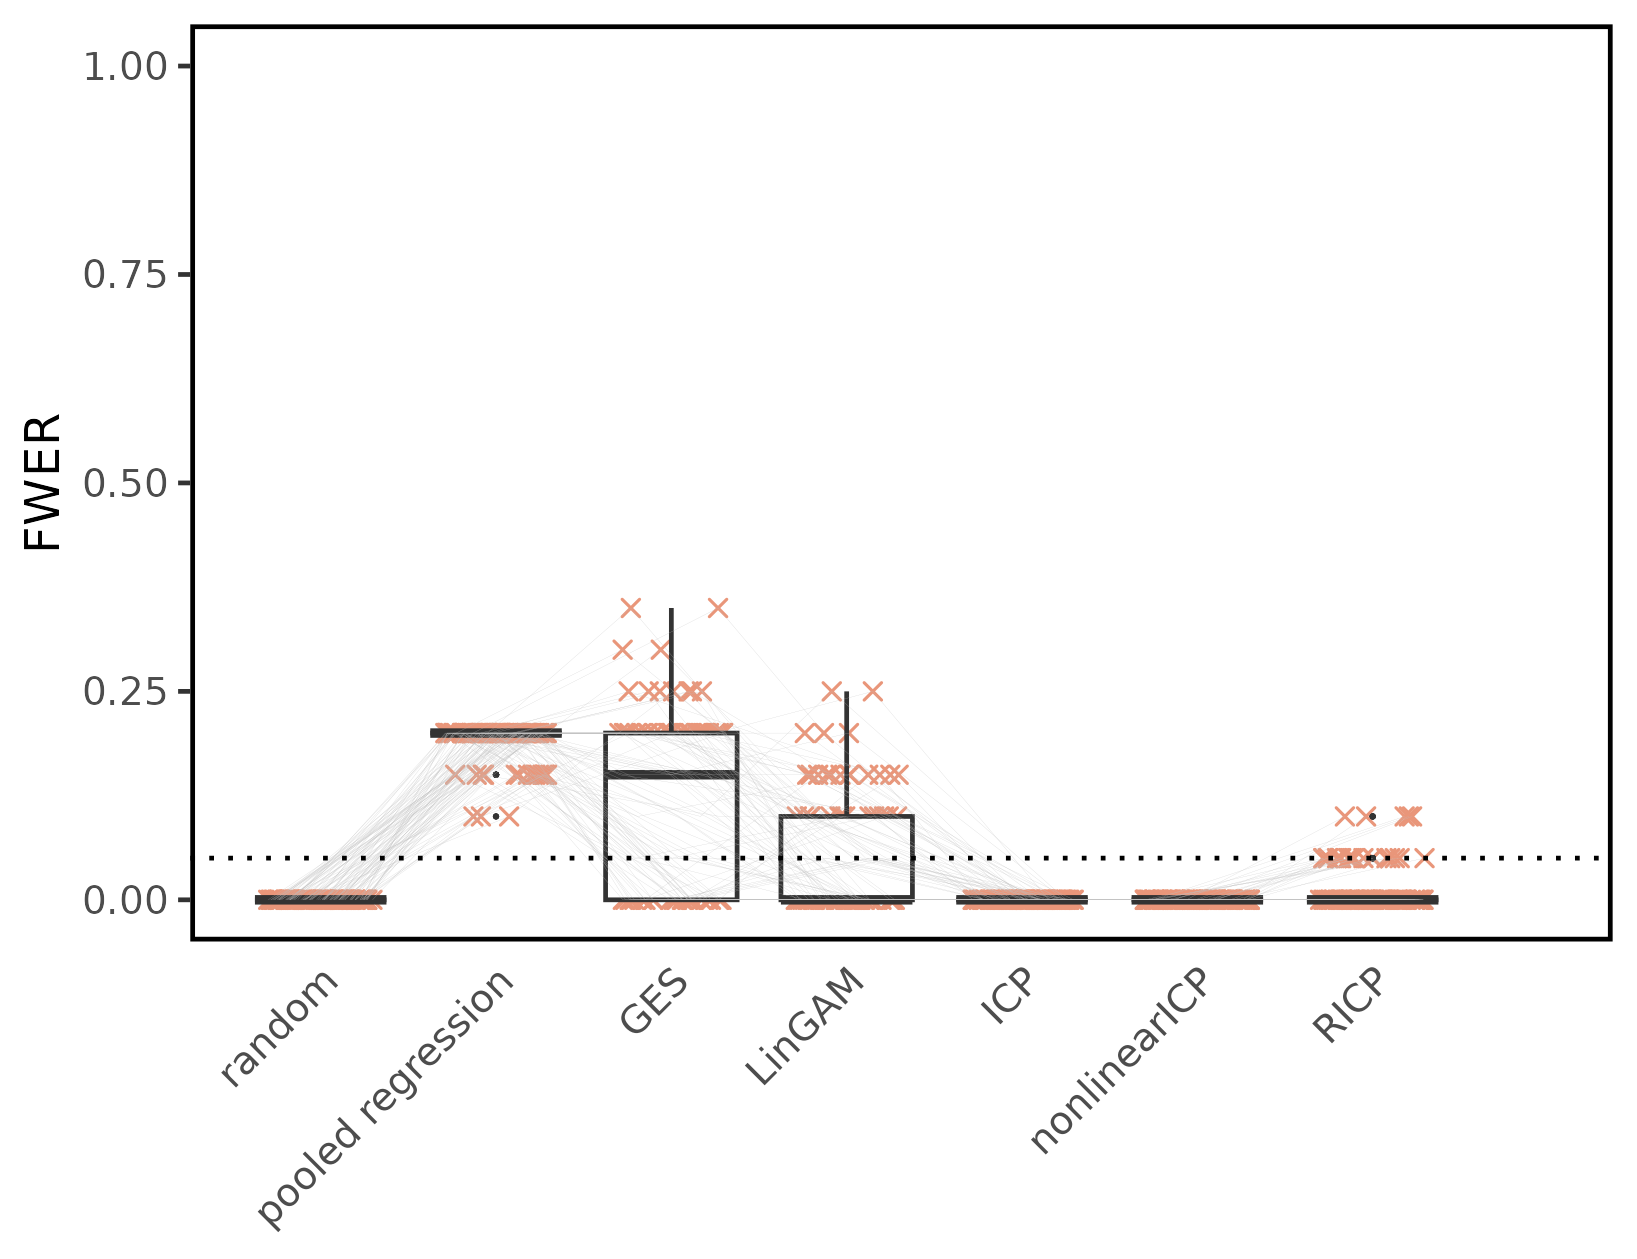 FWER
1.00
0.75
0.50
0.25
0.00
random
pooled regression
GES
LinGAM
ICP
nonlinearICP
RICP